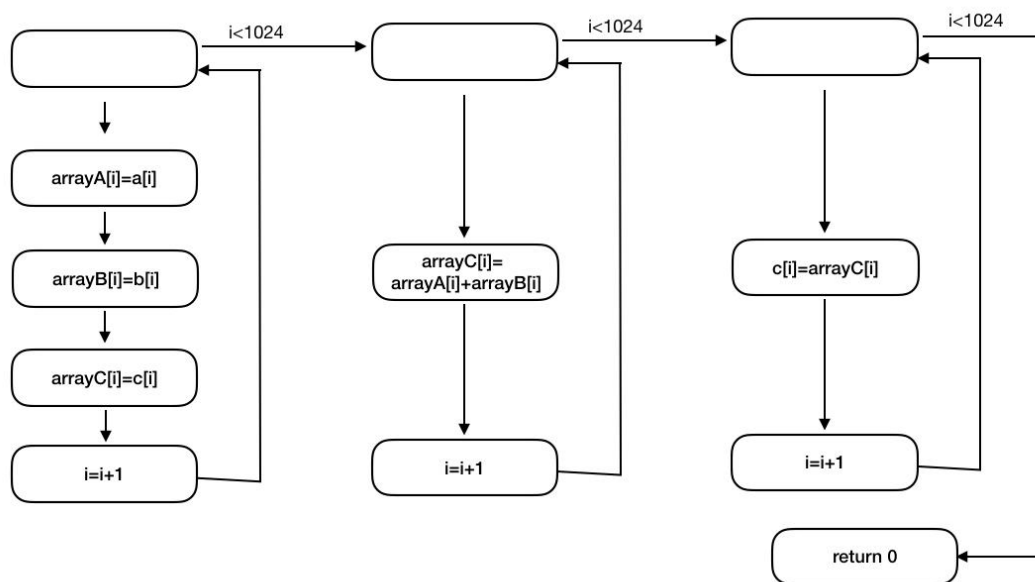 i<1024
arrayA[i]=a[i]
arrayB[i]=b[i]
arrayC[i]=c[i]
i=i+1
i<1024
arrayC[i]=
arrayA[i]+arrayB[i]
i=i+1
i<1024
c[i]=arrayC[i]
i=i+1
return 0